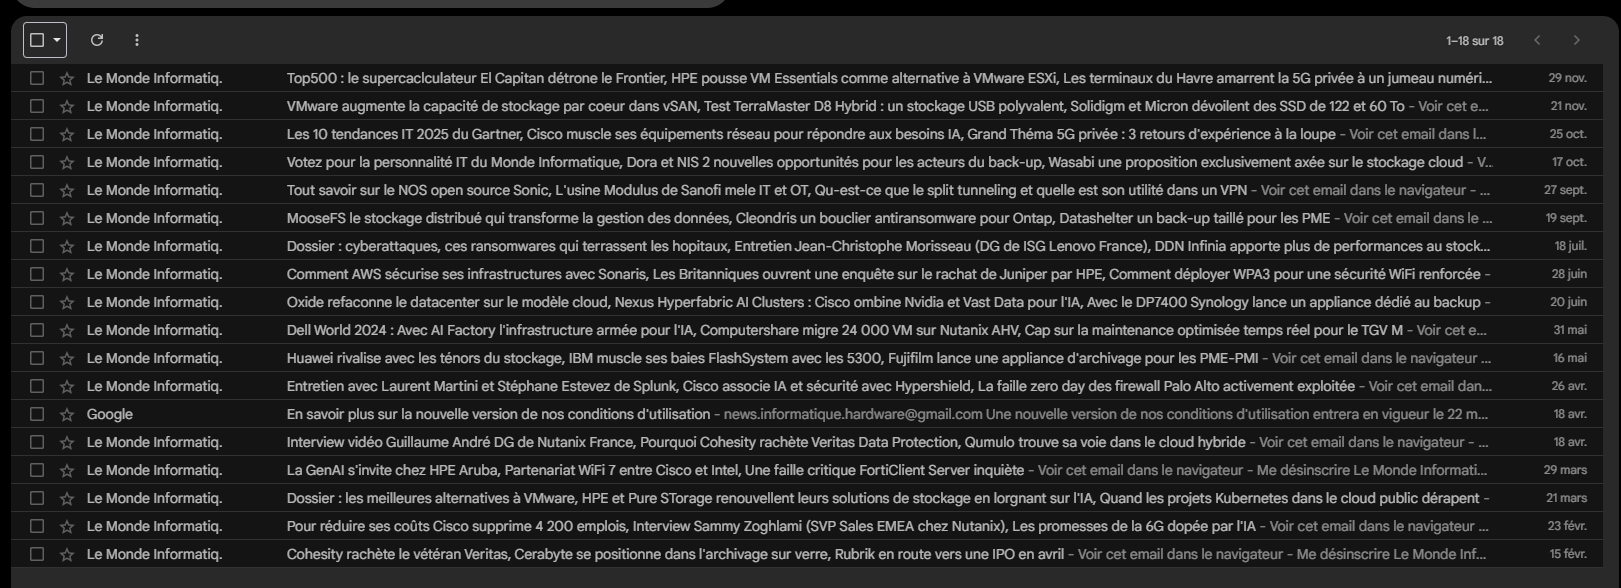 1–18 sur 18
Le Monde Informatiq. Top500 : le supercaclculateur El Capitan détrone le Frontier, HPE pousse VM Essentials comme alternative à VMware ESXi, Les terminaux du Havre amarrent la 5G privée à un jumeau numéri... 29 nov.
Le Monde Informatiq. VMware augmente la capacité de stockage par coeur dans vSAN, Test TerraMaster D8 Hybrid : un stockage USB polyvalent, Solidigm et Micron dévoilent des SSD de 122 et 60 To - Voir cet e... 21 nov.
Le Monde Informatiq. Les 10 tendances IT 2025 du Gartner, Cisco muscle ses équipements réseau pour répondre aux besoins IA, Grand Théma 5G privée : 3 retours d'expérience à la loupe - Voir cet email dans l... 25 oct.
Le Monde Informatiq. Votez pour la personnalité IT du Monde Informatique, Dora et NIS 2 nouvelles opportunités pour les acteurs du back-up, Wasabi une proposition exclusivement axée sur le stockage cloud - V... 17 oct.
Le Monde Informatiq. Tout savoir sur le NOS open source Sonic, L'usine Modulus de Sanofi mele IT et OT, Qu-est-ce que le split tunneling et quelle est son utilité dans un VPN - Voir cet email dans le navigateur - ... 27 sept.
Le Monde Informatiq. MooseFS le stockage distribué qui transforme la gestion des données, Cleondris un bouclier antiransomware pour Ontap, Datashelter un back-up taillé pour les PME - Voir cet email dans le ... 19 sept.
Le Monde Informatiq. Dossier : cyberattaques, ces ransomwares qui terrassent les hopitaux, Entretien Jean-Christophe Morisseau (DG de ISG Lenovo France), DDN Infinia apporte plus de performances au stock... 18 juil.
Le Monde Informatiq. Comment AWS sécurise ses infrastructures avec Sonaris, Les Britanniques ouvrent une enquête sur le rachat de Juniper par HPE, Comment déployer WPA3 pour une sécurité WiFi renforcée - 28 juin
Le Monde Informatiq. Oxide refaconne le datacenter sur le modèle cloud, Nexus Hyperfabric AI Clusters : Cisco ombine Nvidia et Vast Data pour l'IA, Avec le DP7400 Synology lance un appliance dédié au backup - 20 juin
Le Monde Informatiq. Dell World 2024 : Avec AI Factory l'infrastructure armée pour l'IA, Computershare migre 24 000 VM sur Nutanix AHV, Cap sur la maintenance optimisée temps réel pour le TGV M - Voir cet e... 31 mai
Le Monde Informatiq. Huawei rivalise avec les ténors du stockage, IBM muscle ses baies FlashSystem avec les 5300, Fujifilm lance une appliance d'archivage pour les PME-PMI - Voir cet email dans le navigateur ... 16 mai
Le Monde Informatiq. Entretien avec Laurent Martini et Stéphane Estevez de Splunk, Cisco associe IA et sécurité avec Hypershield, La faille zero day des firewall Palo Alto activement exploitée - Voir cet email dan... 26 avr.
Google En savoir plus sur la nouvelle version de nos conditions d'utilisation - news.informatique.hardware@gmail.com Une nouvelle version de nos conditions d'utilisation entrera en vigueur le 22 m... 18 avr.
Le Monde Informatiq. Interview vidéo Guillaume André DG de Nutanix France, Pourquoi Cohesity rachète Veritas Data Protection, Qumulo trouve sa voie dans le cloud hybride - Voir cet email dans le navigateur - ... 18 avr.
Le Monde Informatiq. La GenAI s'invite chez HPE Aruba, Partenariat WiFi 7 entre Cisco et Intel, Une faille critique FortiClient Server inquiète - Voir cet email dans le navigateur - Me désinscrire Le Monde Informati... 29 mars
Le Monde Informatiq. Dossier : les meilleures alternatives à VMware, HPE et Pure STorage renouvellent leurs solutions de stockage en lorgnant sur l'IA, Quand les projets Kubernetes dans le cloud public dérapent - 21 mars
Le Monde Informatiq. Pour réduire ses coûts Cisco supprime 4 200 emplois, Interview Sammy Zoghlami (SVP Sales EMEA chez Nutanix), Les promesses de la 6G dopée par l'IA - Voir cet email dans le navigateur ... 23 févr.
Le Monde Informatiq. Cohesity rachète le vétéran Veritas, Cerabyte se positionne dans l'archivage sur verre, Rubrik en route vers une IPO en avril - Voir cet email dans le navigateur - Me désinscrire Le Monde Inf... 15 févr.